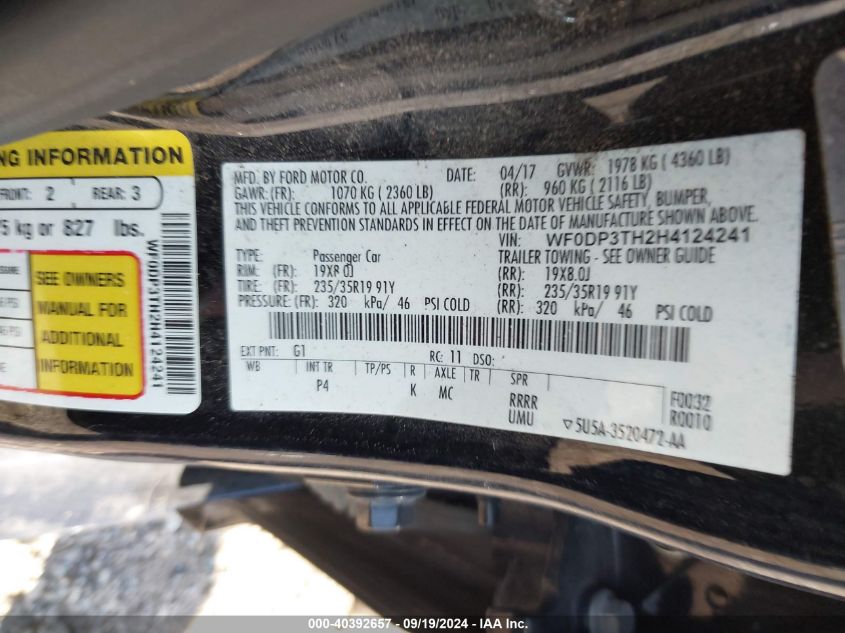 NG INFORMATION
FRONT: 2 REAR: 3
5 kg or 827 lbs.
SEE OWNERS
MANUAL FOR
ADDITIONAL
INFORMATION
WF0DP3TH2H4124241
MFD. BY FORD MOTOR CO. DATE: 04/17 GVWR: 1978 KG ( 4360 LB)
GAWR: (FR): 1070 KG ( 2360 LB) (RR): 960 KG ( 2116 LB)
THIS VEHICLE CONFORMS TO ALL APPLICABLE FEDERAL MOTOR VEHICLE SAFETY, BUMPER,
AND THEFT PREVENTION STANDARDS IN EFFECT ON THE DATE OF MANUFACTURE SHOWN ABOVE.
VIN: WF0DP3TH2H4124241
TYPE: Passenger Car TRAILER TOWING - SEE OWNER GUIDE
RIM: (FR): 19X8.0J (RR): 19X8.0J
TIRE: (FR): 235/35R19 91Y (RR): 235/35R19 91Y
PRESSURE: (FR): 320 kPa/ 46 PSI COLD (RR): 320 kPa/ 46 PSI COLD
EXT PNT: G1 RC: 11 DSO:
WB INT TR TP/PS R AXLE TR SPR
P4 K MC RRRR F0032
UMU R0010
▽5U5A-3520472-AA
000-40392657 - 09/19/2024 - IAA Inc.